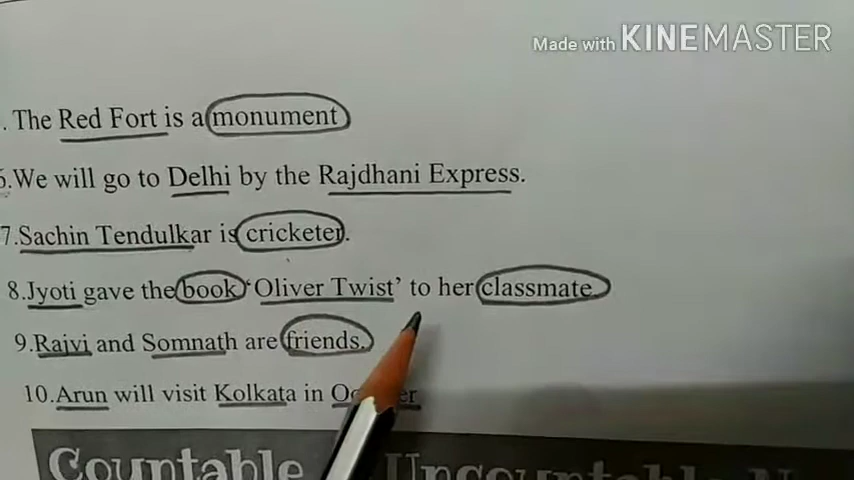 Made with KINEMASTER
. The Red Fort is a monument
6.We will go to Delhi by the Rajdhani Express.
7.Sachin Tendulkar is cricketer.
8.Jyoti gave the book 'Oliver Twist' to her classmate.
9.Rajvi and Somnath are friends.
10.Arun will visit Kolkata in
Countable Uncountable